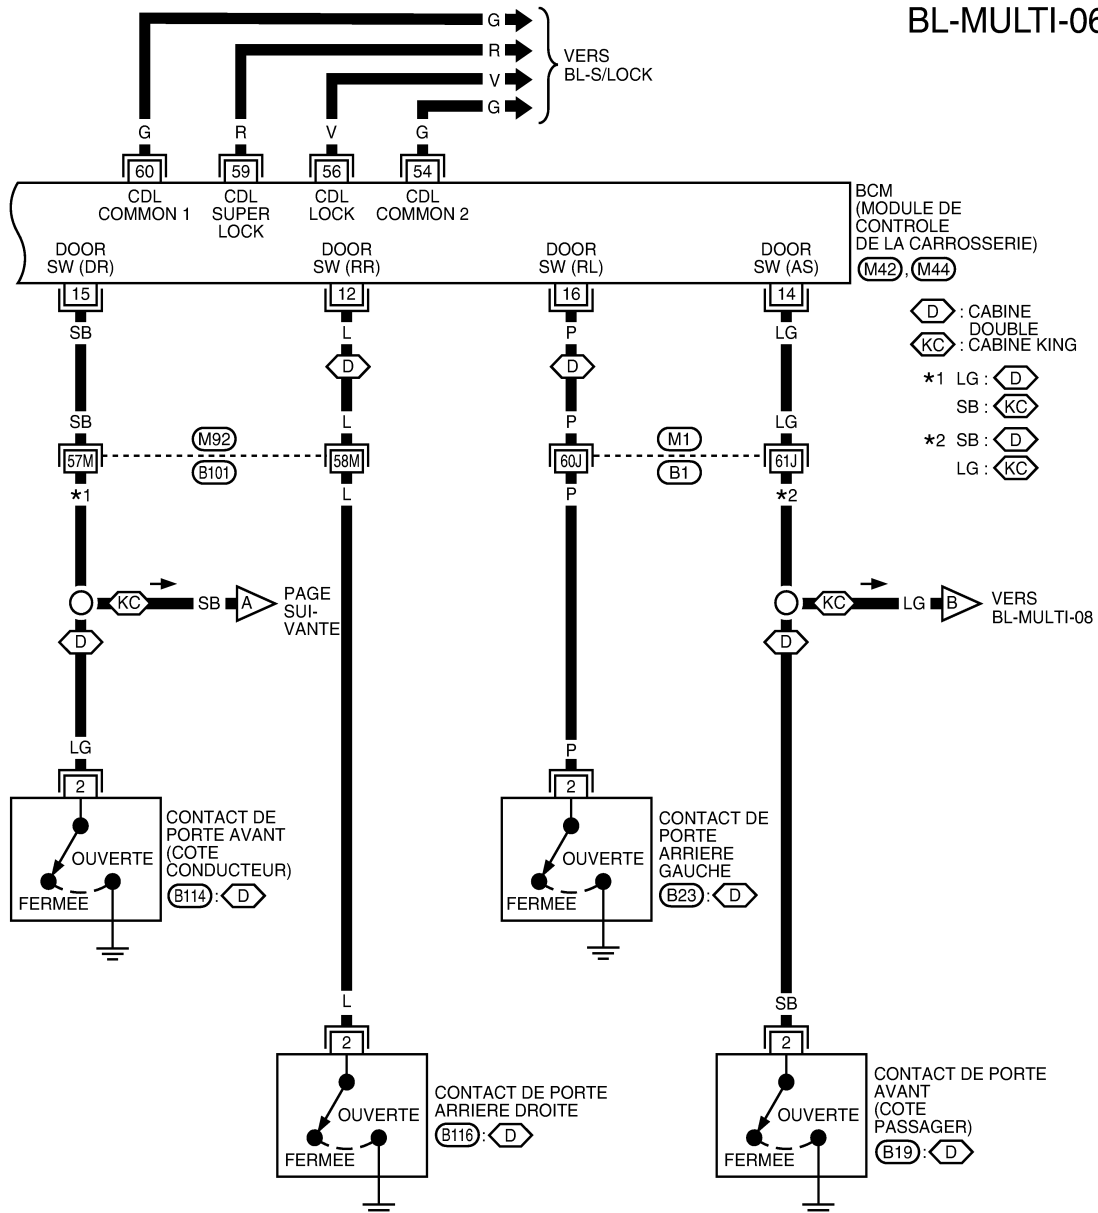 BL-MULTI-06
G
R
V
G
VERS
BL-S/LOCK
G
R
V
G
60
59
56
54
CDL
COMMON 1
CDL
SUPER
LOCK
CDL
LOCK
CDL
COMMON 2
BCM
(MODULE DE
CONTROLE
DE LA CARROSSERIE)
M42 , M44
DOOR
SW (DR)
DOOR
SW (RR)
DOOR
SW (RL)
DOOR
SW (AS)
15
12
16
14
SB
L
P
LG
D
D
D : CABINE
DOUBLE
KC : CABINE KING
*1 LG : D
SB : KC
*2 SB : D
LG : KC
SB
L
P
LG
57M
M92
B101
58M
60J
M1
B1
61J
*1
L
P
*2
KC
SB
A
PAGE
SUI-
VANTE
KC
LG
B
VERS
BL-MULTI-08
D
D
LG
P
2
2
CONTACT DE
PORTE AVANT
(COTE
CONDUCTEUR)
B114 : D
OUVERTE
FERMEE
CONTACT DE
PORTE
ARRIERE
GAUCHE
B23 : D
OUVERTE
FERMEE
L
SB
2
2
CONTACT DE PORTE
ARRIERE DROITE
B116 : D
OUVERTE
FERMEE
CONTACT DE PORTE
AVANT
(COTE
PASSAGER)
B19 : D
OUVERTE
FERMEE